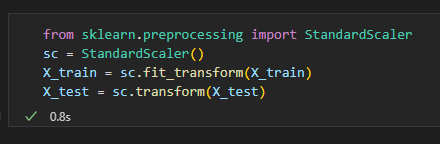 from sklearn.preprocessing import StandardScaler
sc = StandardScaler()
X_train = sc.fit_transform(X_train)
X_test = sc.transform(X_test)
0.8s